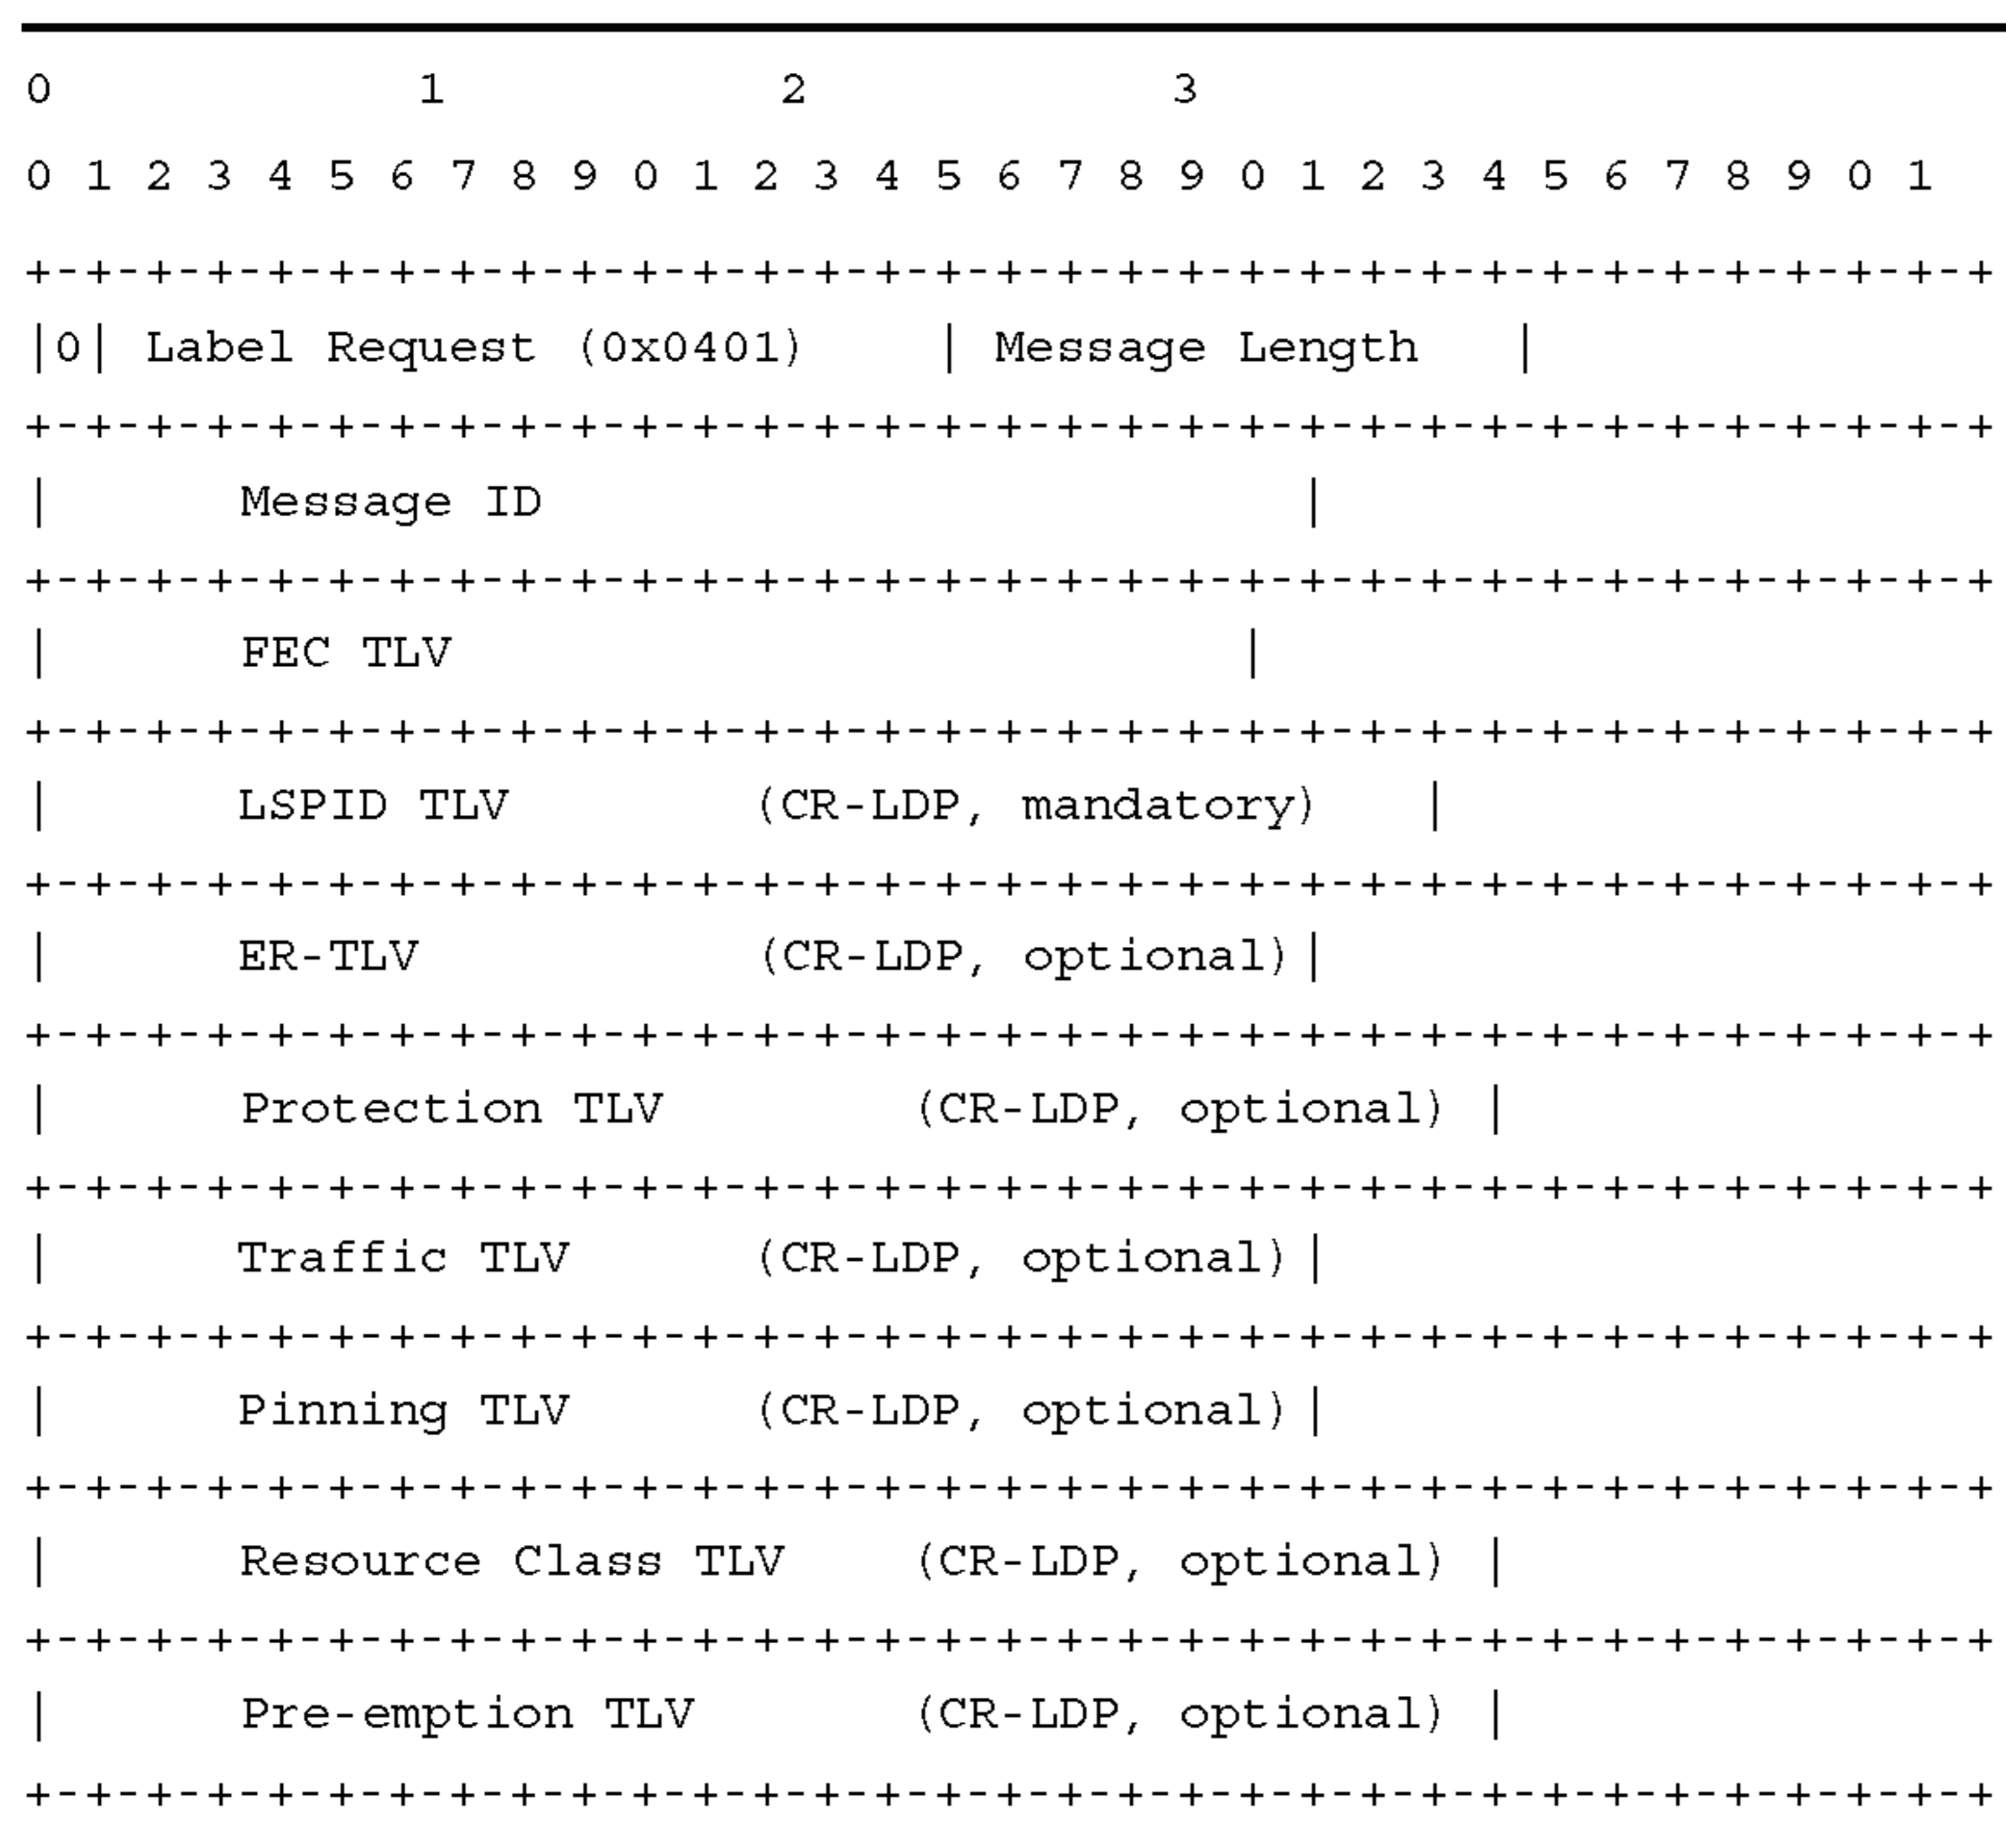 0                   1                   2                   3
0 1 2 3 4 5 6 7 8 9 0 1 2 3 4 5 6 7 8 9 0 1 2 3 4 5 6 7 8 9 0 1
+-+-+-+-+-+-+-+-+-+-+-+-+-+-+-+-+-+-+-+-+-+-+-+-+-+-+-+-+-+-+-+-+
|0| Label Request (0x0401) | Message Length |
+-+-+-+-+-+-+-+-+-+-+-+-+-+-+-+-+-+-+-+-+-+-+-+-+-+-+-+-+-+-+-+-+
| Message ID |
+-+-+-+-+-+-+-+-+-+-+-+-+-+-+-+-+-+-+-+-+-+-+-+-+-+-+-+-+-+-+-+-+
| FEC TLV |
+-+-+-+-+-+-+-+-+-+-+-+-+-+-+-+-+-+-+-+-+-+-+-+-+-+-+-+-+-+-+-+-+
| LSPID TLV (CR-LDP, mandatory) |
+-+-+-+-+-+-+-+-+-+-+-+-+-+-+-+-+-+-+-+-+-+-+-+-+-+-+-+-+-+-+-+-+
| ER-TLV (CR-LDP, optional)|
+-+-+-+-+-+-+-+-+-+-+-+-+-+-+-+-+-+-+-+-+-+-+-+-+-+-+-+-+-+-+-+-+
| Protection TLV (CR-LDP, optional) |
+-+-+-+-+-+-+-+-+-+-+-+-+-+-+-+-+-+-+-+-+-+-+-+-+-+-+-+-+-+-+-+-+
| Traffic TLV (CR-LDP, optional)|
+-+-+-+-+-+-+-+-+-+-+-+-+-+-+-+-+-+-+-+-+-+-+-+-+-+-+-+-+-+-+-+-+
| Pinning TLV (CR-LDP, optional)|
+-+-+-+-+-+-+-+-+-+-+-+-+-+-+-+-+-+-+-+-+-+-+-+-+-+-+-+-+-+-+-+-+
| Resource Class TLV (CR-LDP, optional) |
+-+-+-+-+-+-+-+-+-+-+-+-+-+-+-+-+-+-+-+-+-+-+-+-+-+-+-+-+-+-+-+-+
| Pre-emption TLV (CR-LDP, optional) |
+-+-+-+-+-+-+-+-+-+-+-+-+-+-+-+-+-+-+-+-+-+-+-+-+-+-+-+-+-+-+-+-+